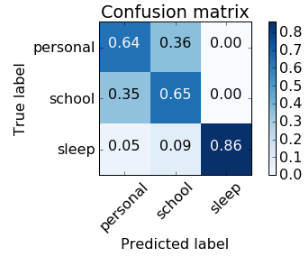 Confusion matrix
True label
personal
school
sleep
0.64 0.36 0.00
0.35 0.65 0.00
0.05 0.09 0.86
personal
school
sleep
Predicted label
0.8
0.7
0.6
0.5
0.4
0.3
0.2
0.1
0.0